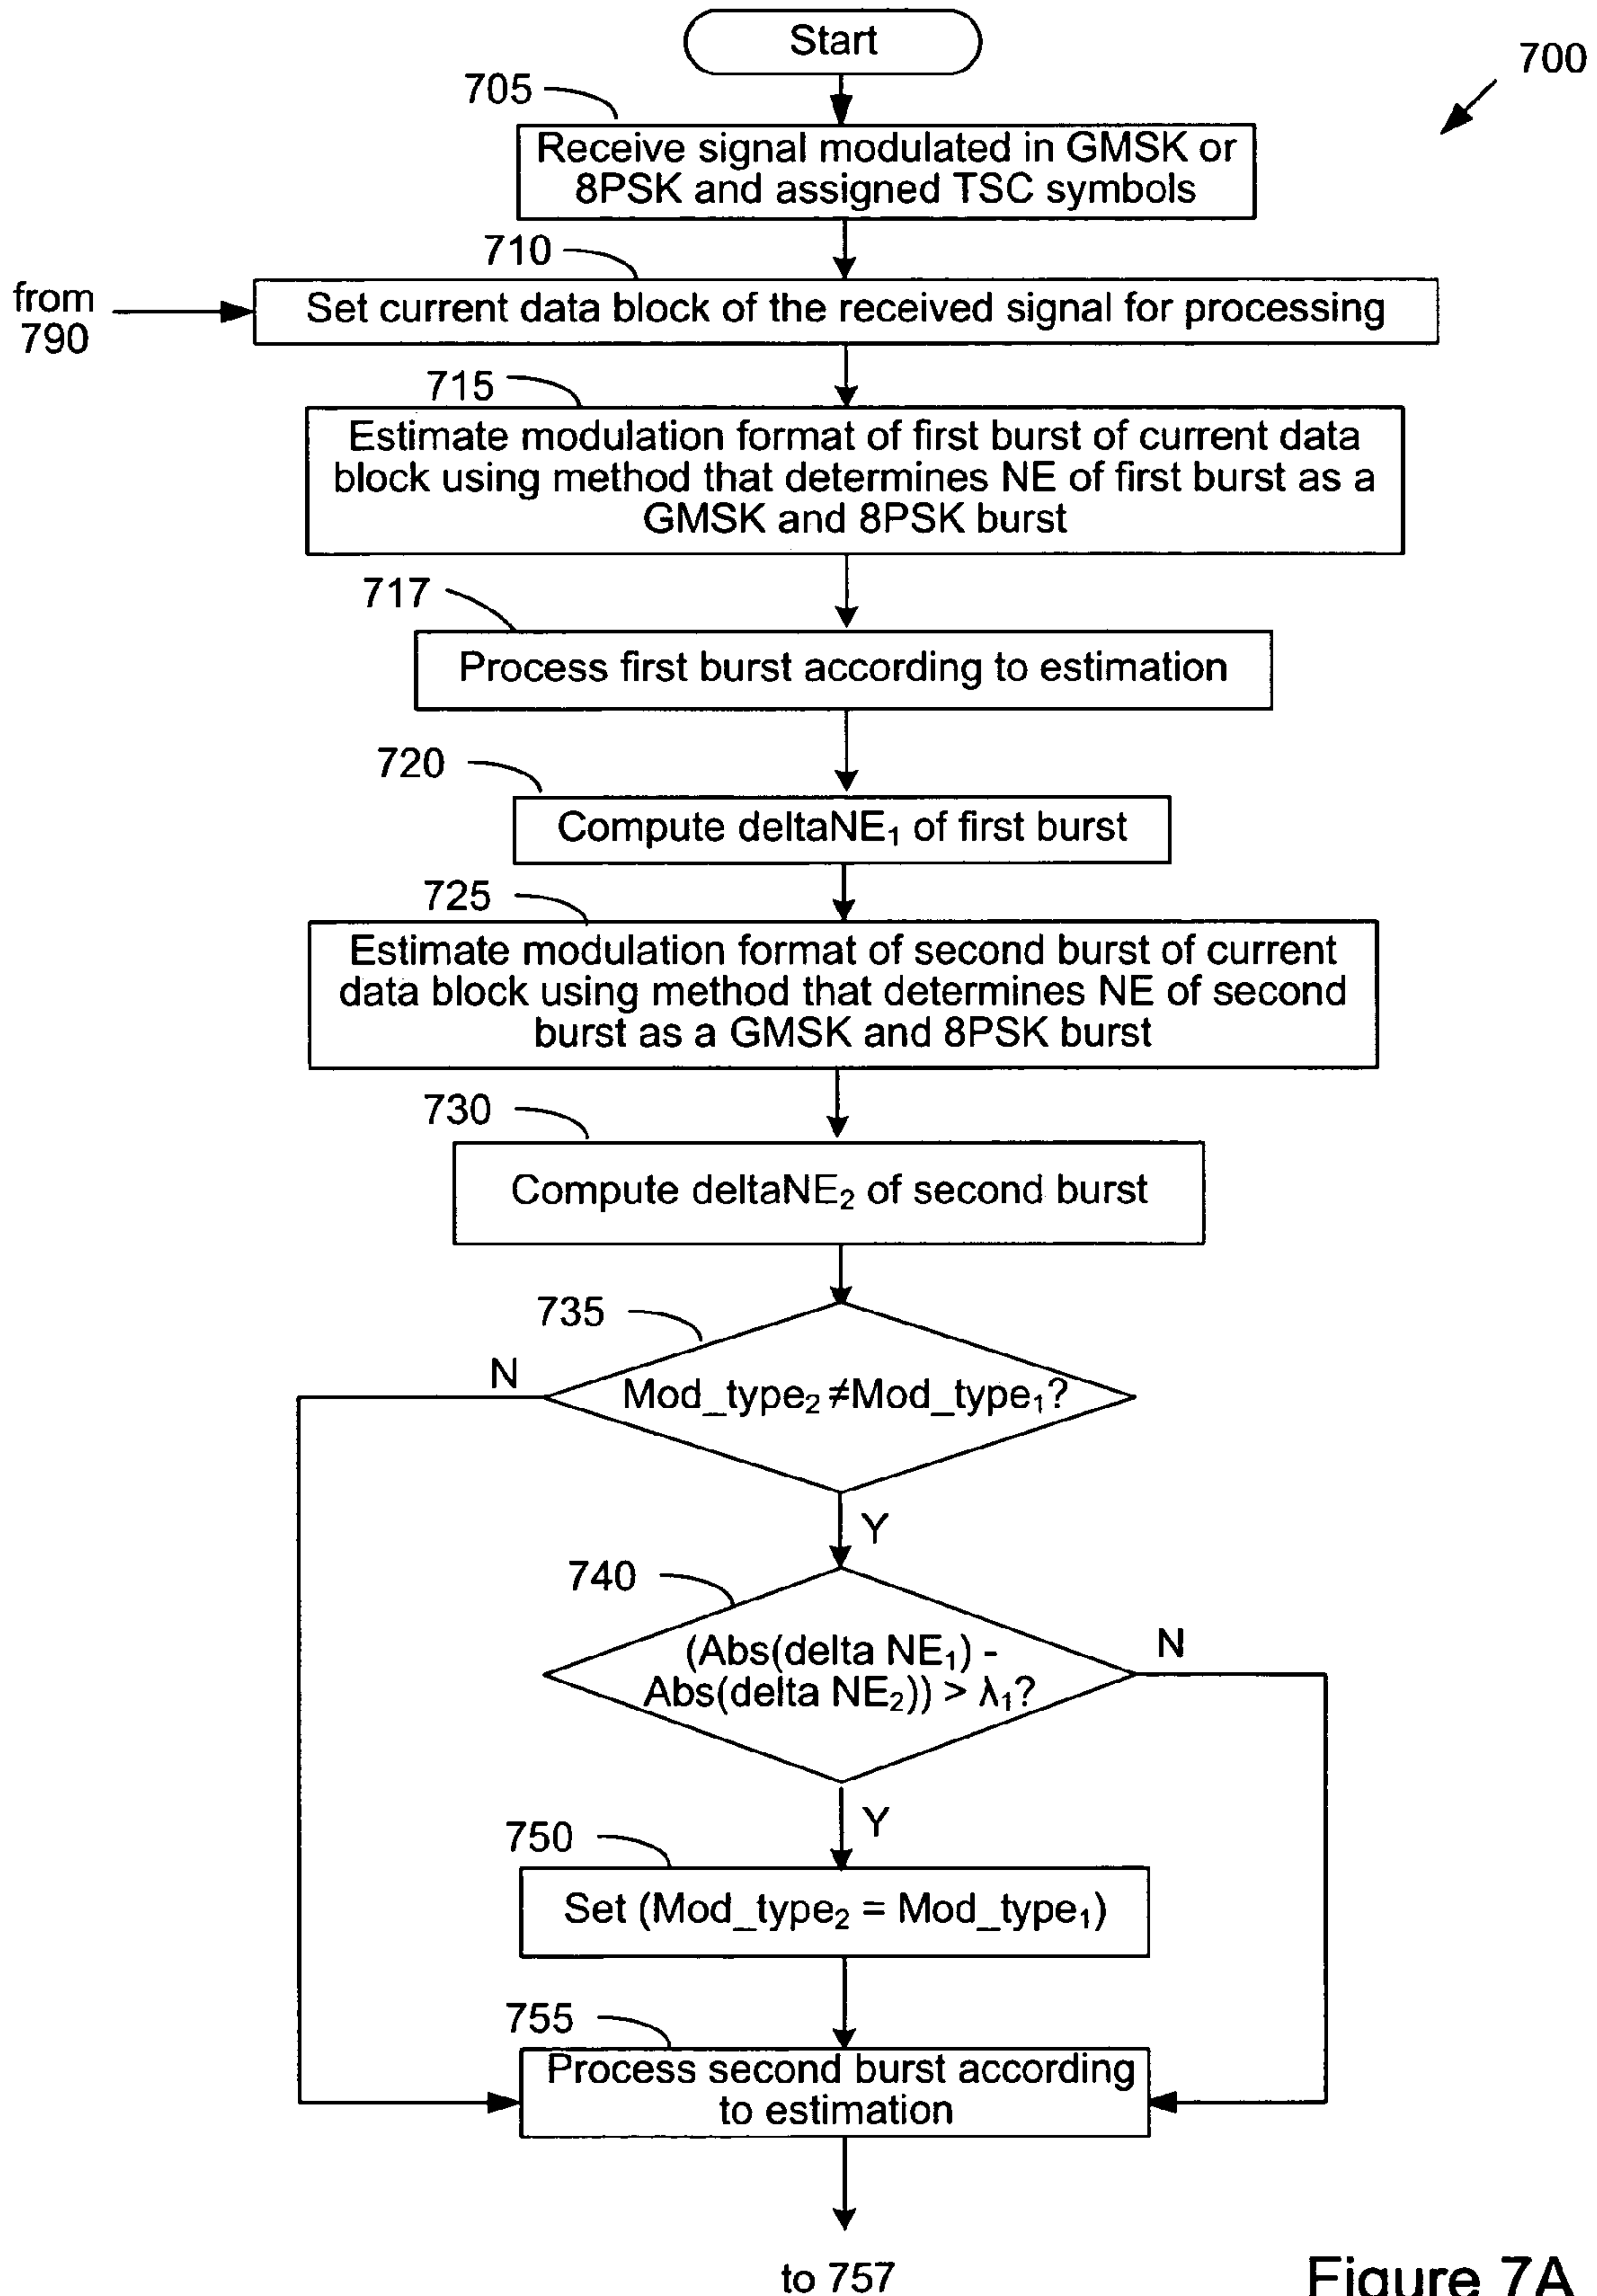 Start
700
705
Receive signal modulated in GMSK or
8PSK and assigned TSC symbols
710
from
790
Set current data block of the received signal for processing
715
Estimate modulation format of first burst of current data
block using method that determines NE of first burst as a
GMSK and 8PSK burst
717
Process first burst according to estimation
720
Compute deltaNE₁ of first burst
725
Estimate modulation format of second burst of current
data block using method that determines NE of second
burst as a GMSK and 8PSK burst
730
Compute deltaNE₂ of second burst
735
N
Mod_type₂ ≠Mod_type₁?
Y
740
(Abs(delta NE₁) -
Abs(delta NE₂)) > λ₁?
N
Y
750
Set (Mod_type₂ = Mod_type₁)
755
Process second burst according
to estimation
to 757
Figure 7A